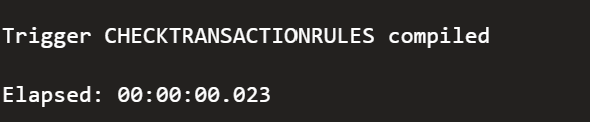 Trigger CHECKTRANSACTIONRULES compiled
Elapsed: 00:00:00.023